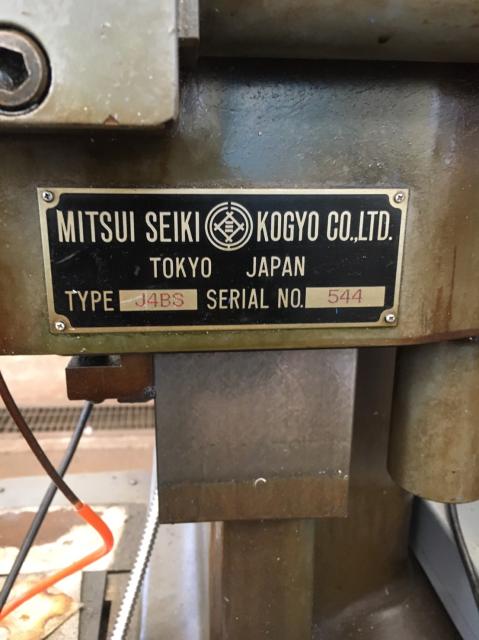 MITSUI SEIKI KOGYO CO.,LTD.
TOKYO JAPAN
TYPE J4BS SERIAL NO. 544